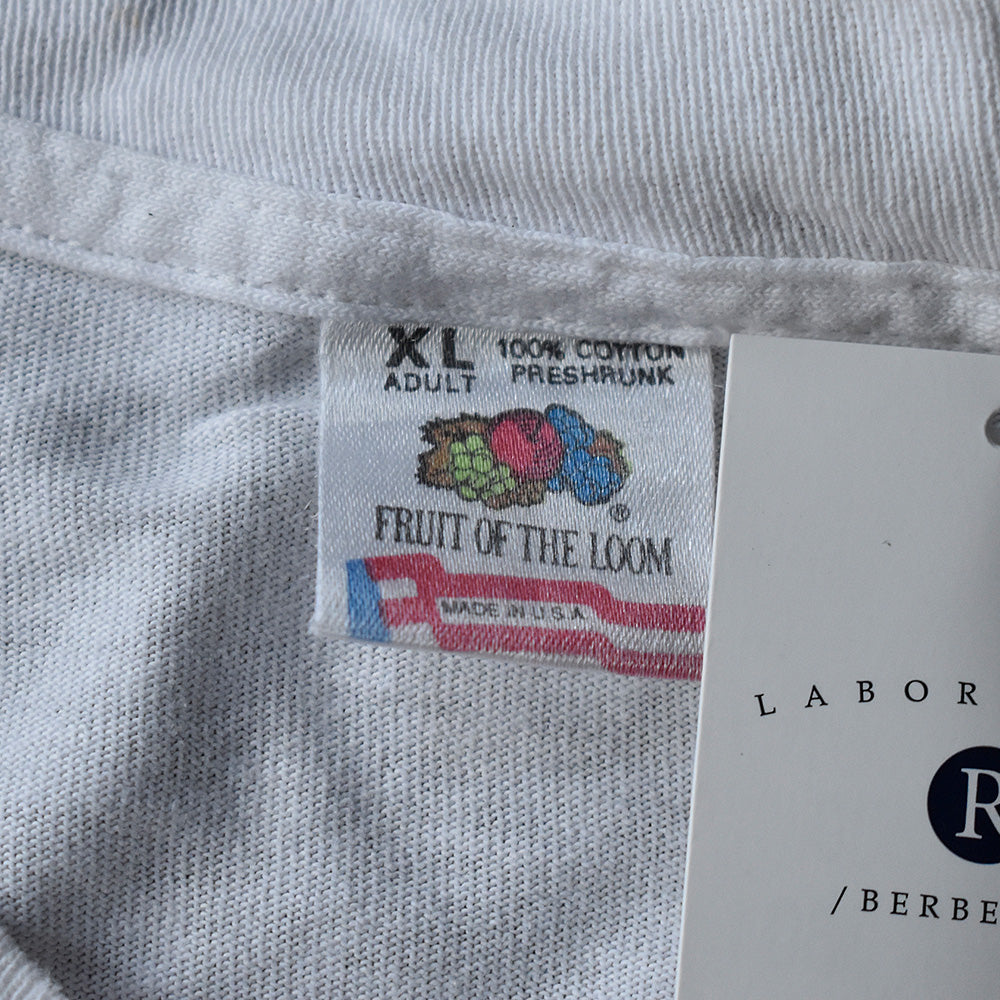 XL 100% COTTON
ADULT PRESHRUNK
®
FRUIT OF THE LOOM
MADE IN U.S.A.
LABOR
R
/BERBE